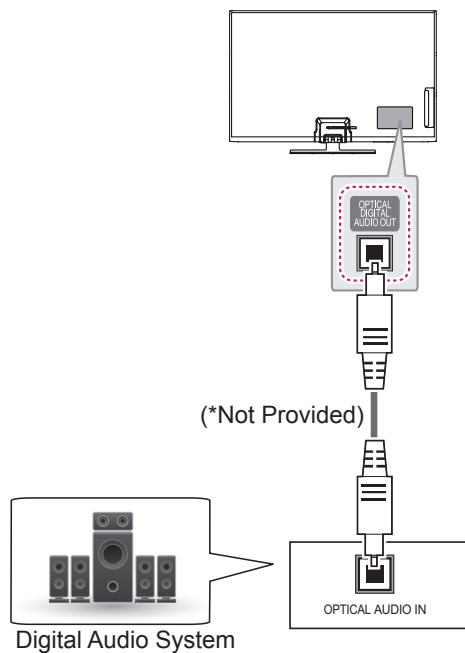 OPTICAL
DIGITAL
AUDIO OUT
(*Not Provided)
OPTICAL AUDIO IN
Digital Audio System